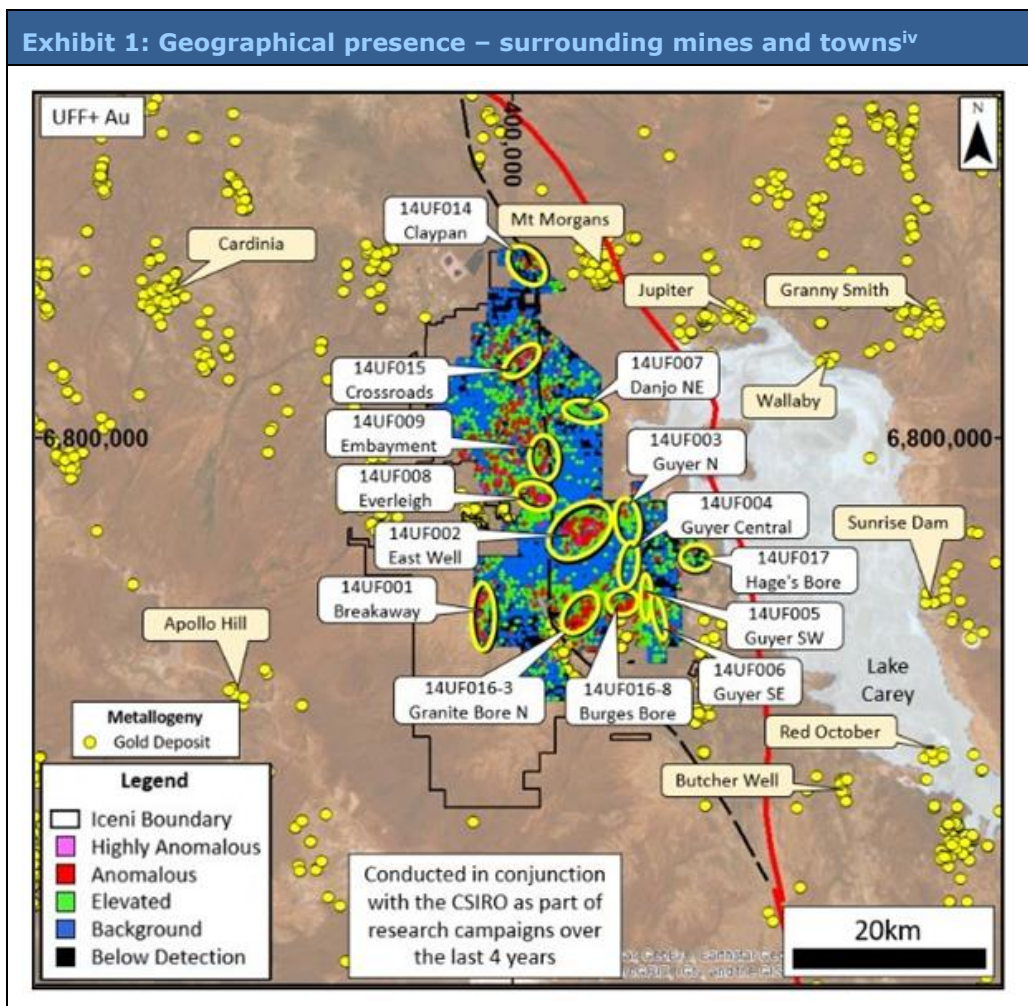 Exhibit 1: Geographical presence – surrounding mines and townsiv
UFF+ Au
400,000
N
14UF014
Claypan
Mt Morgans
Cardinia
Jupiter
Granny Smith
14UF015
Crossroads
14UF007
Danjo NE
Wallaby
6,800,000
6,800,000
14UF009
Embayment
14UF003
Guyer N
14UF008
Everleigh
14UF004
Guyer Central
Sunrise Dam
14UF002
East Well
14UF017
Hage's Bore
14UF001
Breakaway
14UF005
Guyer SW
Apollo Hill
14UF006
Guyer SE
Lake
Carey
14UF016-3
Granite Bore N
14UF016-8
Burges Bore
Metallogeny
Gold Deposit
Red October
Butcher Well
Legend
Iceni Boundary
Highly Anomalous
Anomalous
Elevated
Background
Below Detection
Conducted in conjunction
with the CSIRO as part of
research campaigns over
the last 4 years
20km